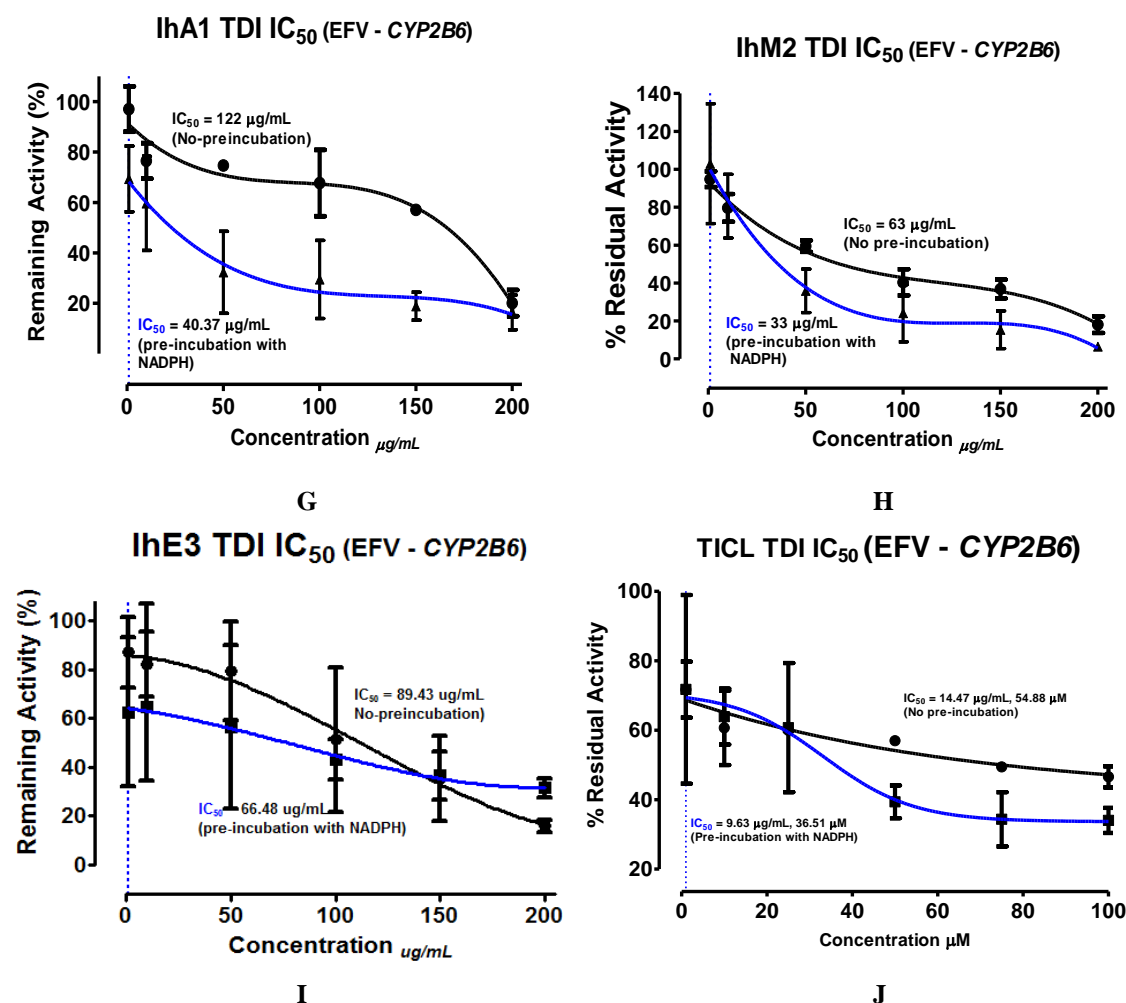 IhA1 TDI IC50 (EFV - CYP2B6)
Remaining Activity (%)
100
80
60
40
20
IC50 = 122 µg/mL
(No-preincubation)
IC50 = 40.37 µg/mL
(pre-incubation with
NADPH)
0 50 100 150 200
Concentration µg/mL
G
IhM2 TDI IC50 (EFV - CYP2B6)
% Residual Activity
140
120
100
80
60
40
20
0
IC50 = 63 µg/mL
(No pre-incubation)
IC50 = 33 µg/mL
(pre-incubation with
NADPH)
0 50 100 150 200
Concentration µg/mL
H
IhE3 TDI IC50 (EFV - CYP2B6)
Remaining Activity (%)
100
80
60
40
20
0
IC50 = 89.43 ug/mL
No-preincubation)
IC50 = 66.48 ug/mL
(pre-incubation with NADPH)
0 50 100 150 200
Concentration ug/mL
I
TICL TDI IC50 (EFV - CYP2B6)
% Residual Activity
100
80
60
40
20
IC50 = 14.47 µg/mL, 54.88 µM
(No pre-incubation)
IC50 = 9.63 µg/mL, 36.51 µM
(Pre-incubation with NADPH)
0 20 40 60 80 100
Concentration µM
J